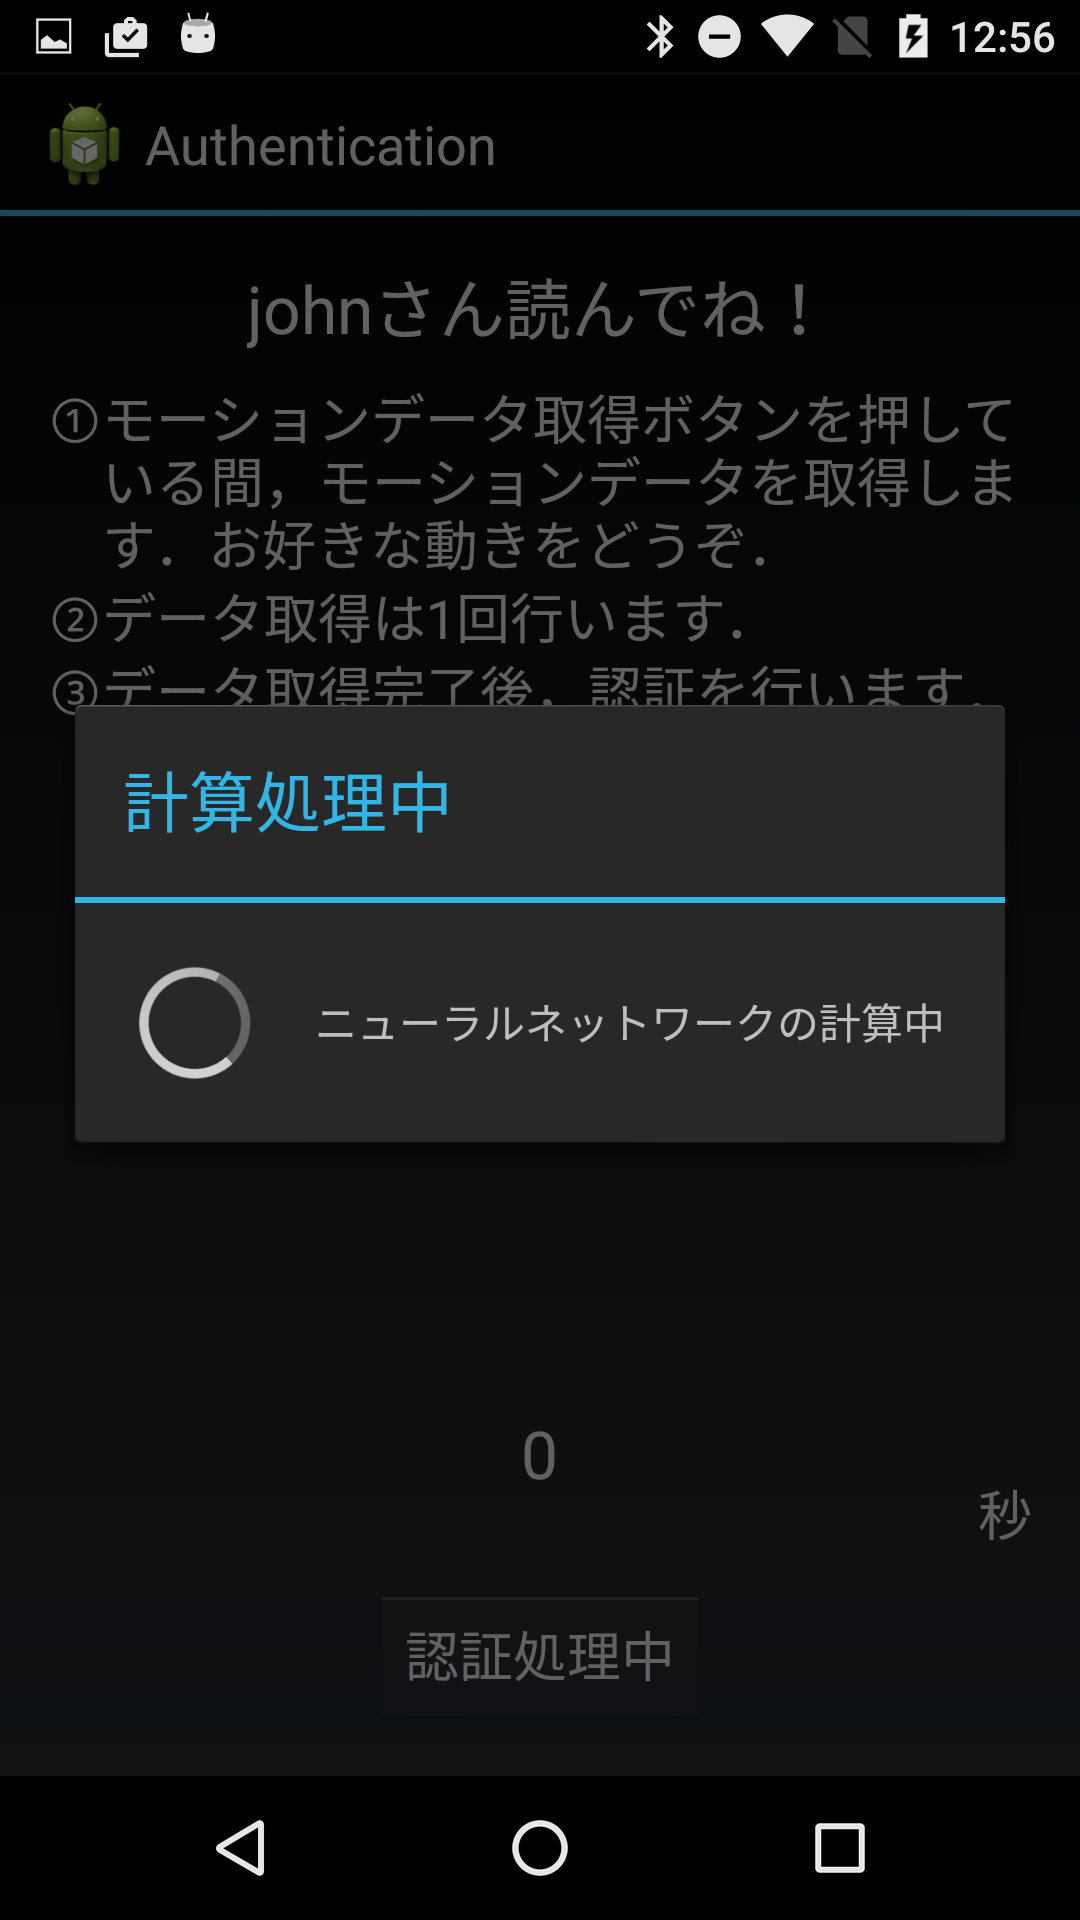 12:56
Authentication
johnさん読んでね！
①モーションデータ取得ボタンを押して
いる間，モーションデータを取得しま
す．お好きな動きをどうぞ．
②データ取得は1回行います．
③データ取得完了後，認証を行います．
計算処理中
ニューラルネットワークの計算中
0
秒
認証処理中